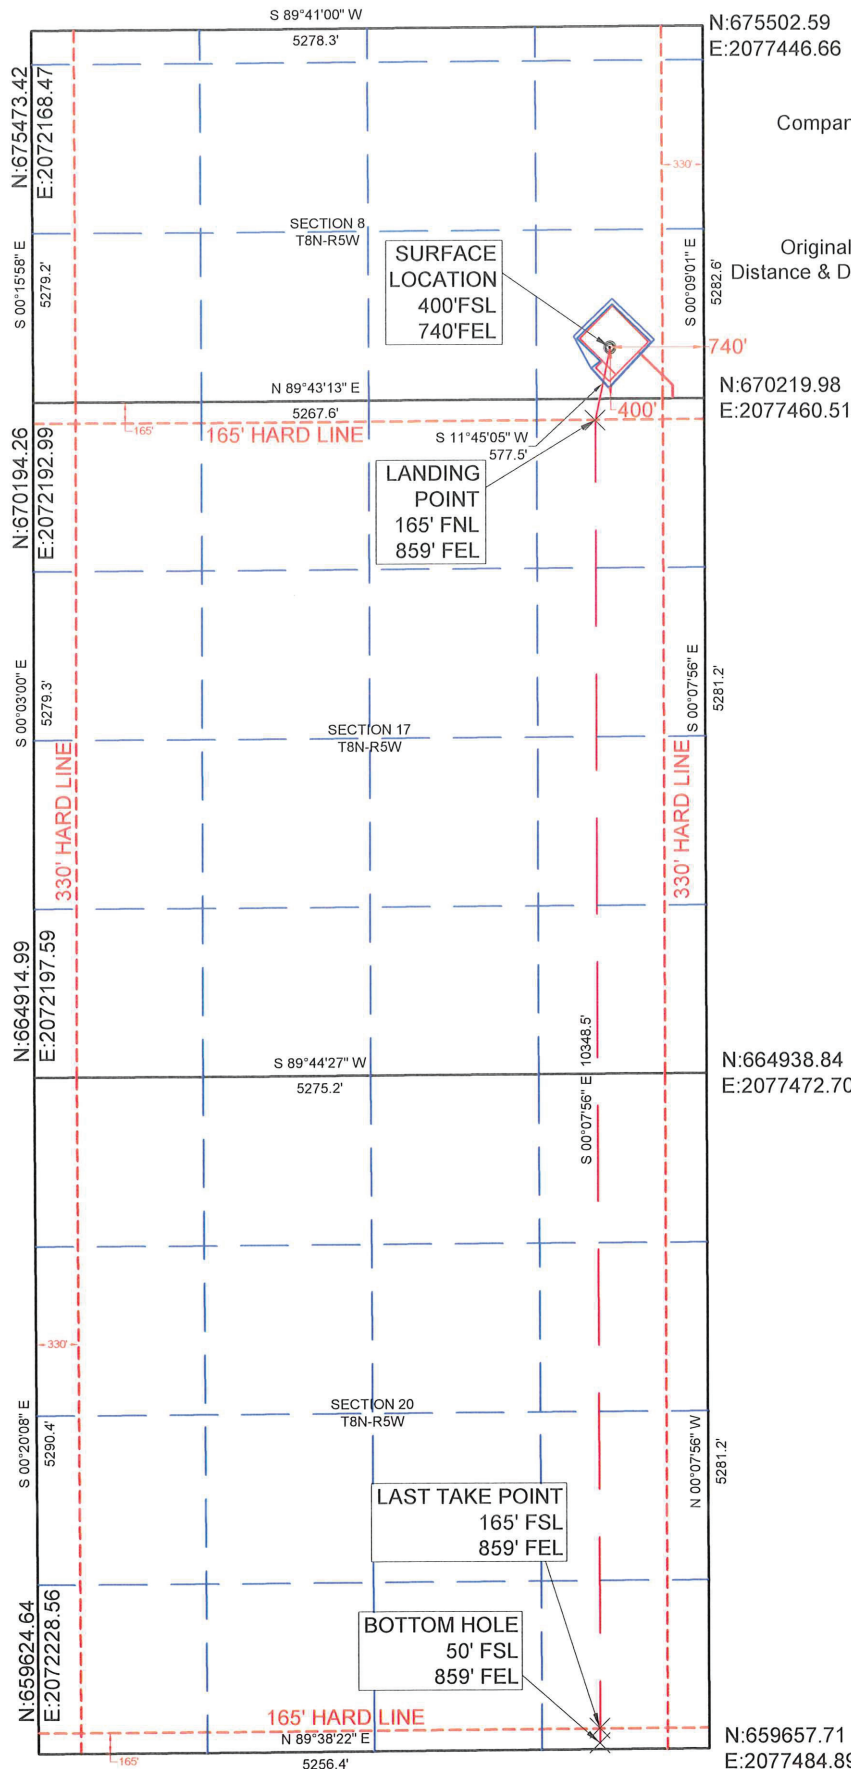 S 89°41'00" W
5278.3'
N:675502.59
E:2077446.66
N:675473.42
E:2072168.47
Compan
330'
SECTION 8
T8N-R5W
Original
Distance & D
SURFACE
LOCATION
400'FSL
740'FEL
S 00°15'58" E
5279.2'
S 00°09'01" E
5282.6'
740'
N 89°43'13" E
5267.6'
N:670219.98
E:2077460.51
400'
165'
165' HARD LINE
S 11°45'05" W
577.5'
N:670194.26
E:2072192.99
LANDING
POINT
165' FNL
859' FEL
S 00°03'00" E
5279.3'
S 00°07'56" E
5281.2'
SECTION 17
T8N-R5W
330' HARD LINE
330' HARD LINE
N:664914.99
E:2072197.59
S 00°07'56" E 10348.5'
S 89°44'27" W
5275.2'
N:664938.84
E:2077472.70
330'
SECTION 20
T8N-R5W
S 00°20'08" E
5290.4'
N 00°07'56" W
5281.2'
LAST TAKE POINT
165' FSL
859' FEL
BOTTOM HOLE
50' FSL
859' FEL
N:659624.64
E:2072228.56
165' HARD LINE
N 89°38'22" E
5256.4'
165'
N:659657.71
E:2077484.89